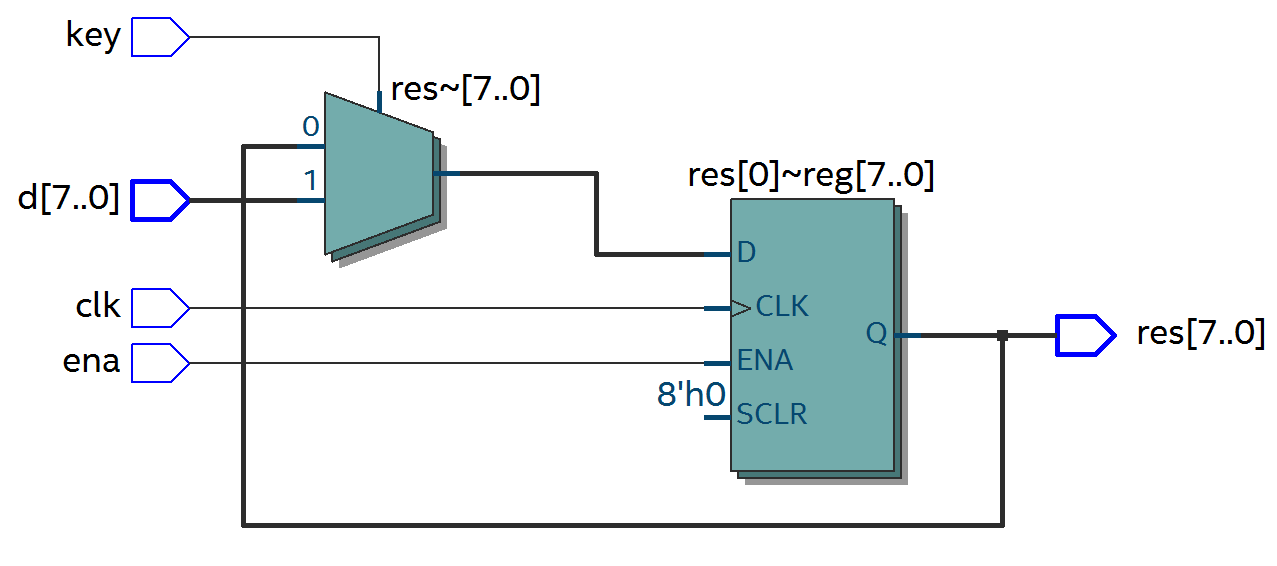 key
res~[7..0]
0
1
d[7..0]
res[0]~reg[7..0]
D
clk
CLK
Q
res[7..0]
ena
ENA
8'h0
SCLR